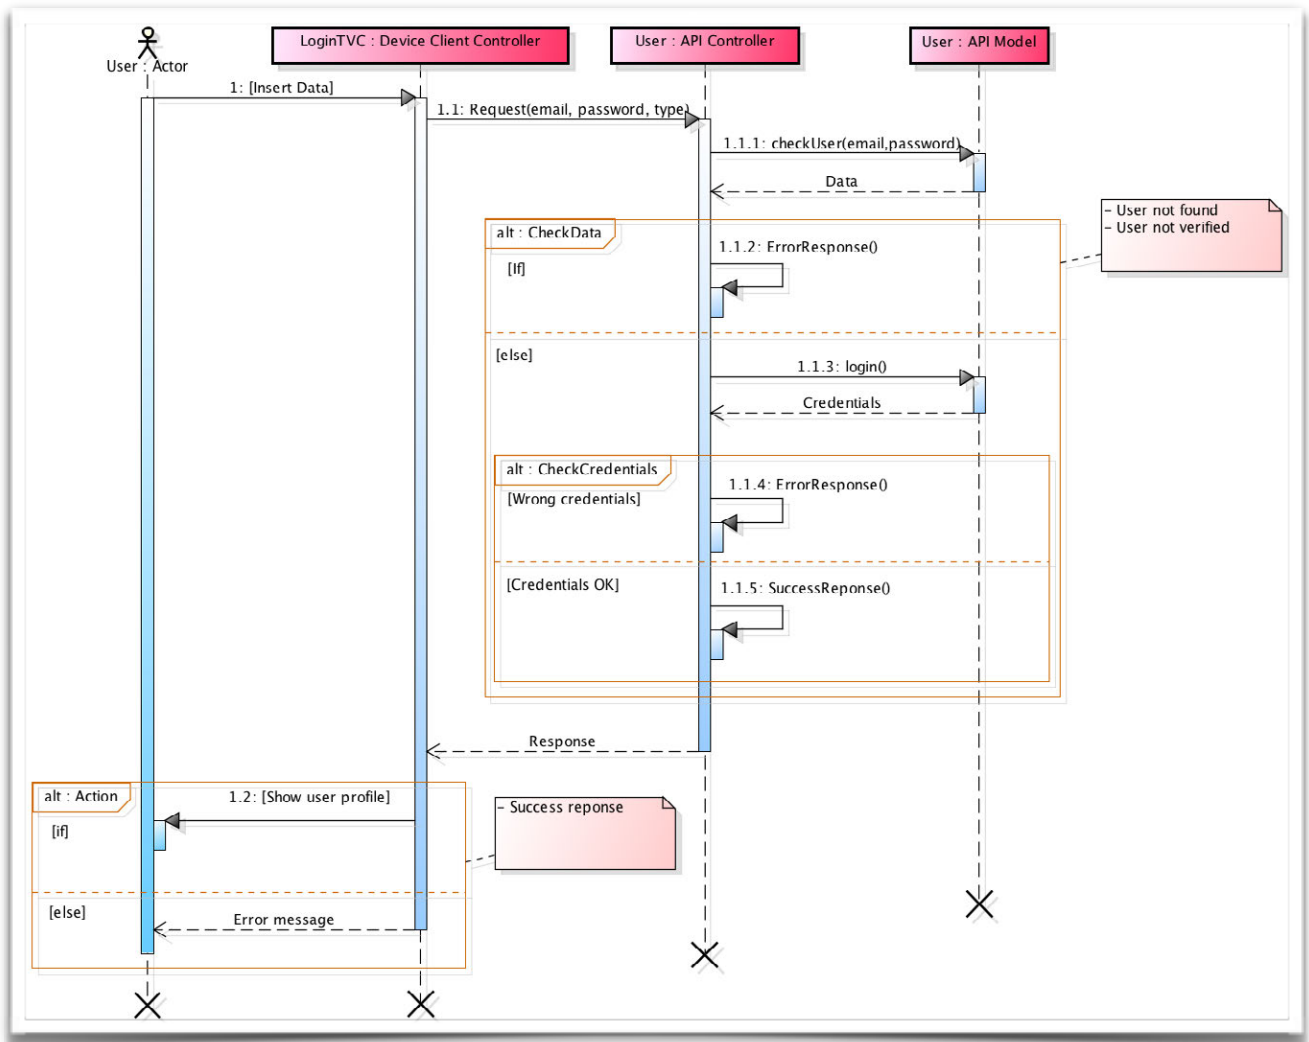 LoginTVC : Device Client Controller
User : API Controller
User : API Model
User : Actor
1: [Insert Data]
1.1: Request(email, password, type)
1.1.1: checkUser(email,password)
Data
- User not found
- User not verified
alt : CheckData
1.1.2: ErrorResponse()
[If]
[else]
1.1.3: login()
Credentials
alt : CheckCredentials
1.1.4: ErrorResponse()
[Wrong credentials]
[Credentials OK]
1.1.5: SuccessReponse()
Response
alt : Action
1.2: [Show user profile]
- Success reponse
[if]
[else]
Error message